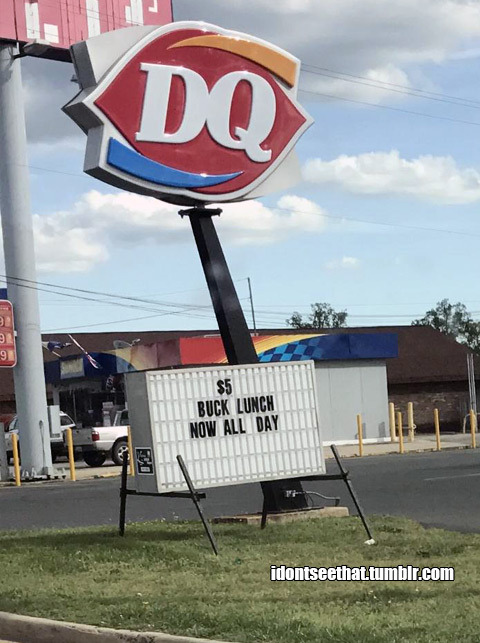 DQ
$5
BUCK LUNCH
NOW ALL DAY
idontseethat.tumblr.com